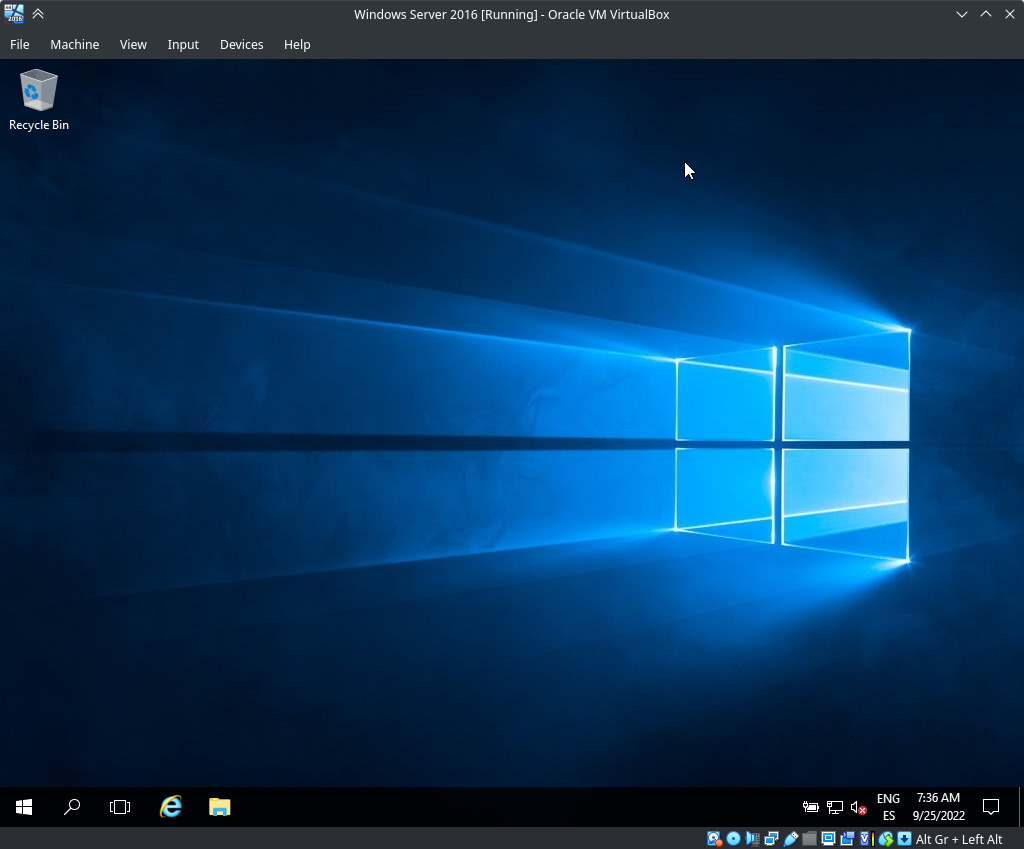 Windows Server 2016 [Running] - Oracle VM VirtualBox
File Machine View Input Devices Help
Recycle Bin
ENG 7:36 AM
ES 9/25/2022
Alt Gr + Left Alt